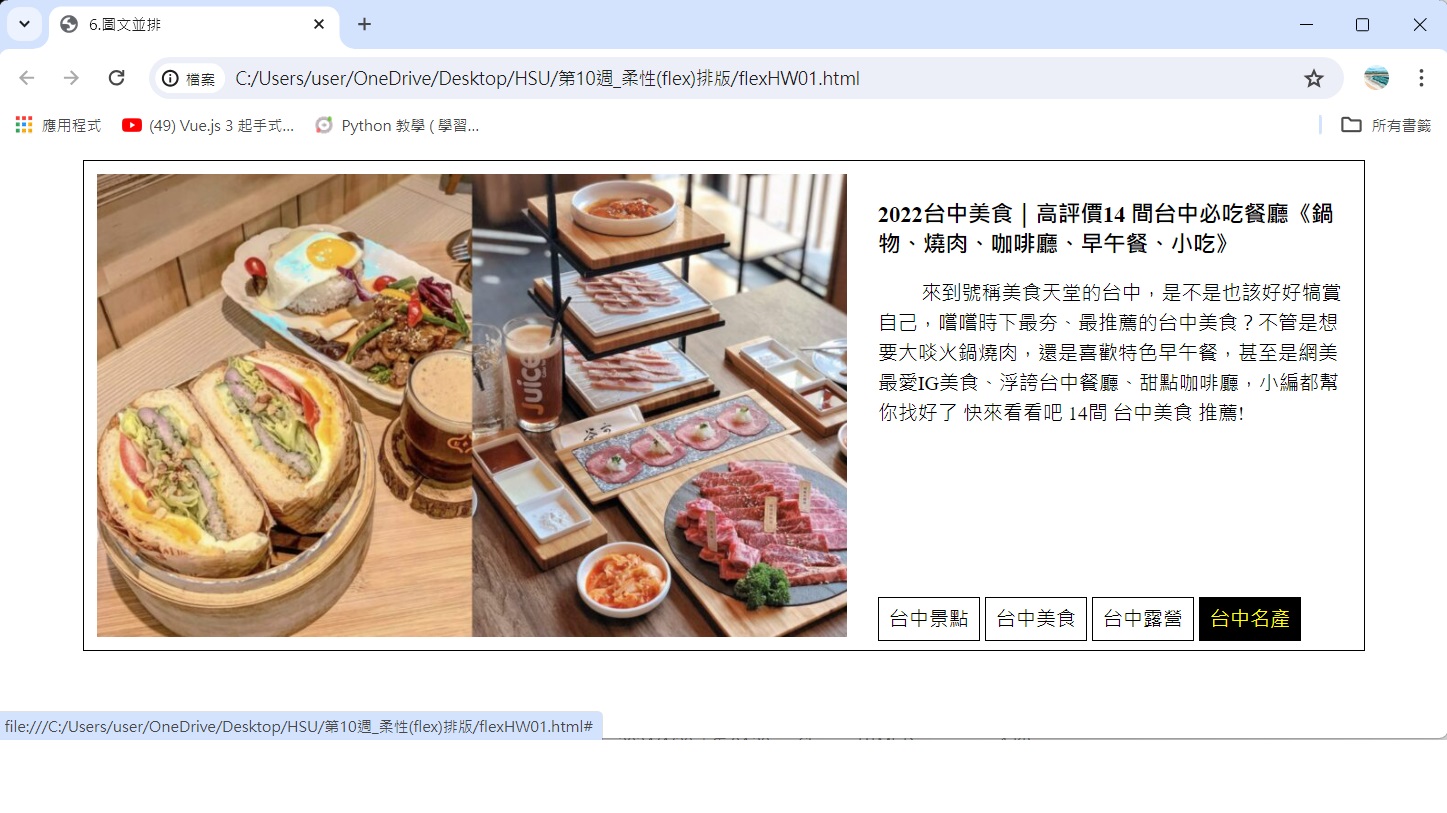 6.圖文並排
檔案
C:/Users/user/OneDrive/Desktop/HSU/第10週_柔性(flex)排版/flexHW01.html
應用程式
(49) Vue.js 3 起手式...
Python 教學 ( 學習...
所有書籤
juice
2022台中美食｜高評價14 間台中必吃餐廳《鍋
物、燒肉、咖啡廳、早午餐、小吃》
來到號稱美食天堂的台中，是不是也該好好犒賞
自己，嚐嚐時下最夯、最推薦的台中美食？不管是想
要大啖火鍋燒肉，還是喜歡特色早午餐，甚至是網美
最愛IG美食、浮誇台中餐廳、甜點咖啡廳，小編都幫
你找好了 快來看看吧 14間 台中美食 推薦!
台中景點
台中美食
台中露營
台中名產
file:///C:/Users/user/OneDrive/Desktop/HSU/第10週_柔性(flex)排版/flexHW01.html#